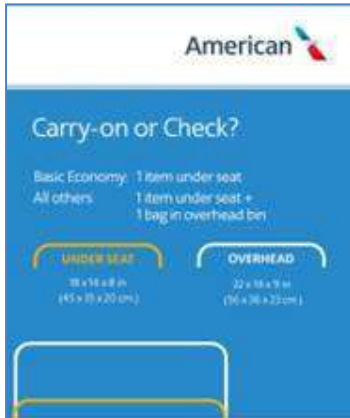 American
Carry-on or Check?
Basic Economy 1 item under seat
All others 1 item under seat +
1 bag in overhead bin
UNDER SEAT
OVERHEAD
18 x 14 x 8 in
(45 x 35 x 20 cm)
22 x 14 x 9 in
(56 x 36 x 23 cm)